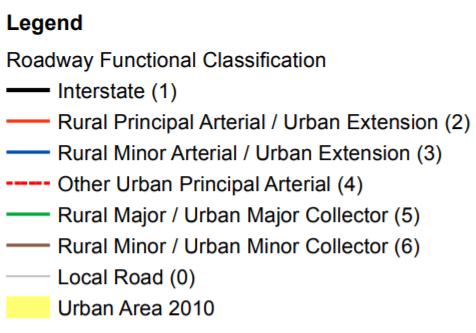 Legend
Roadway Functional Classification
Interstate (1)
Rural Principal Arterial / Urban Extension (2)
Rural Minor Arterial / Urban Extension (3)
Other Urban Principal Arterial (4)
Rural Major / Urban Major Collector (5)
Rural Minor / Urban Minor Collector (6)
Local Road (0)
Urban Area 2010